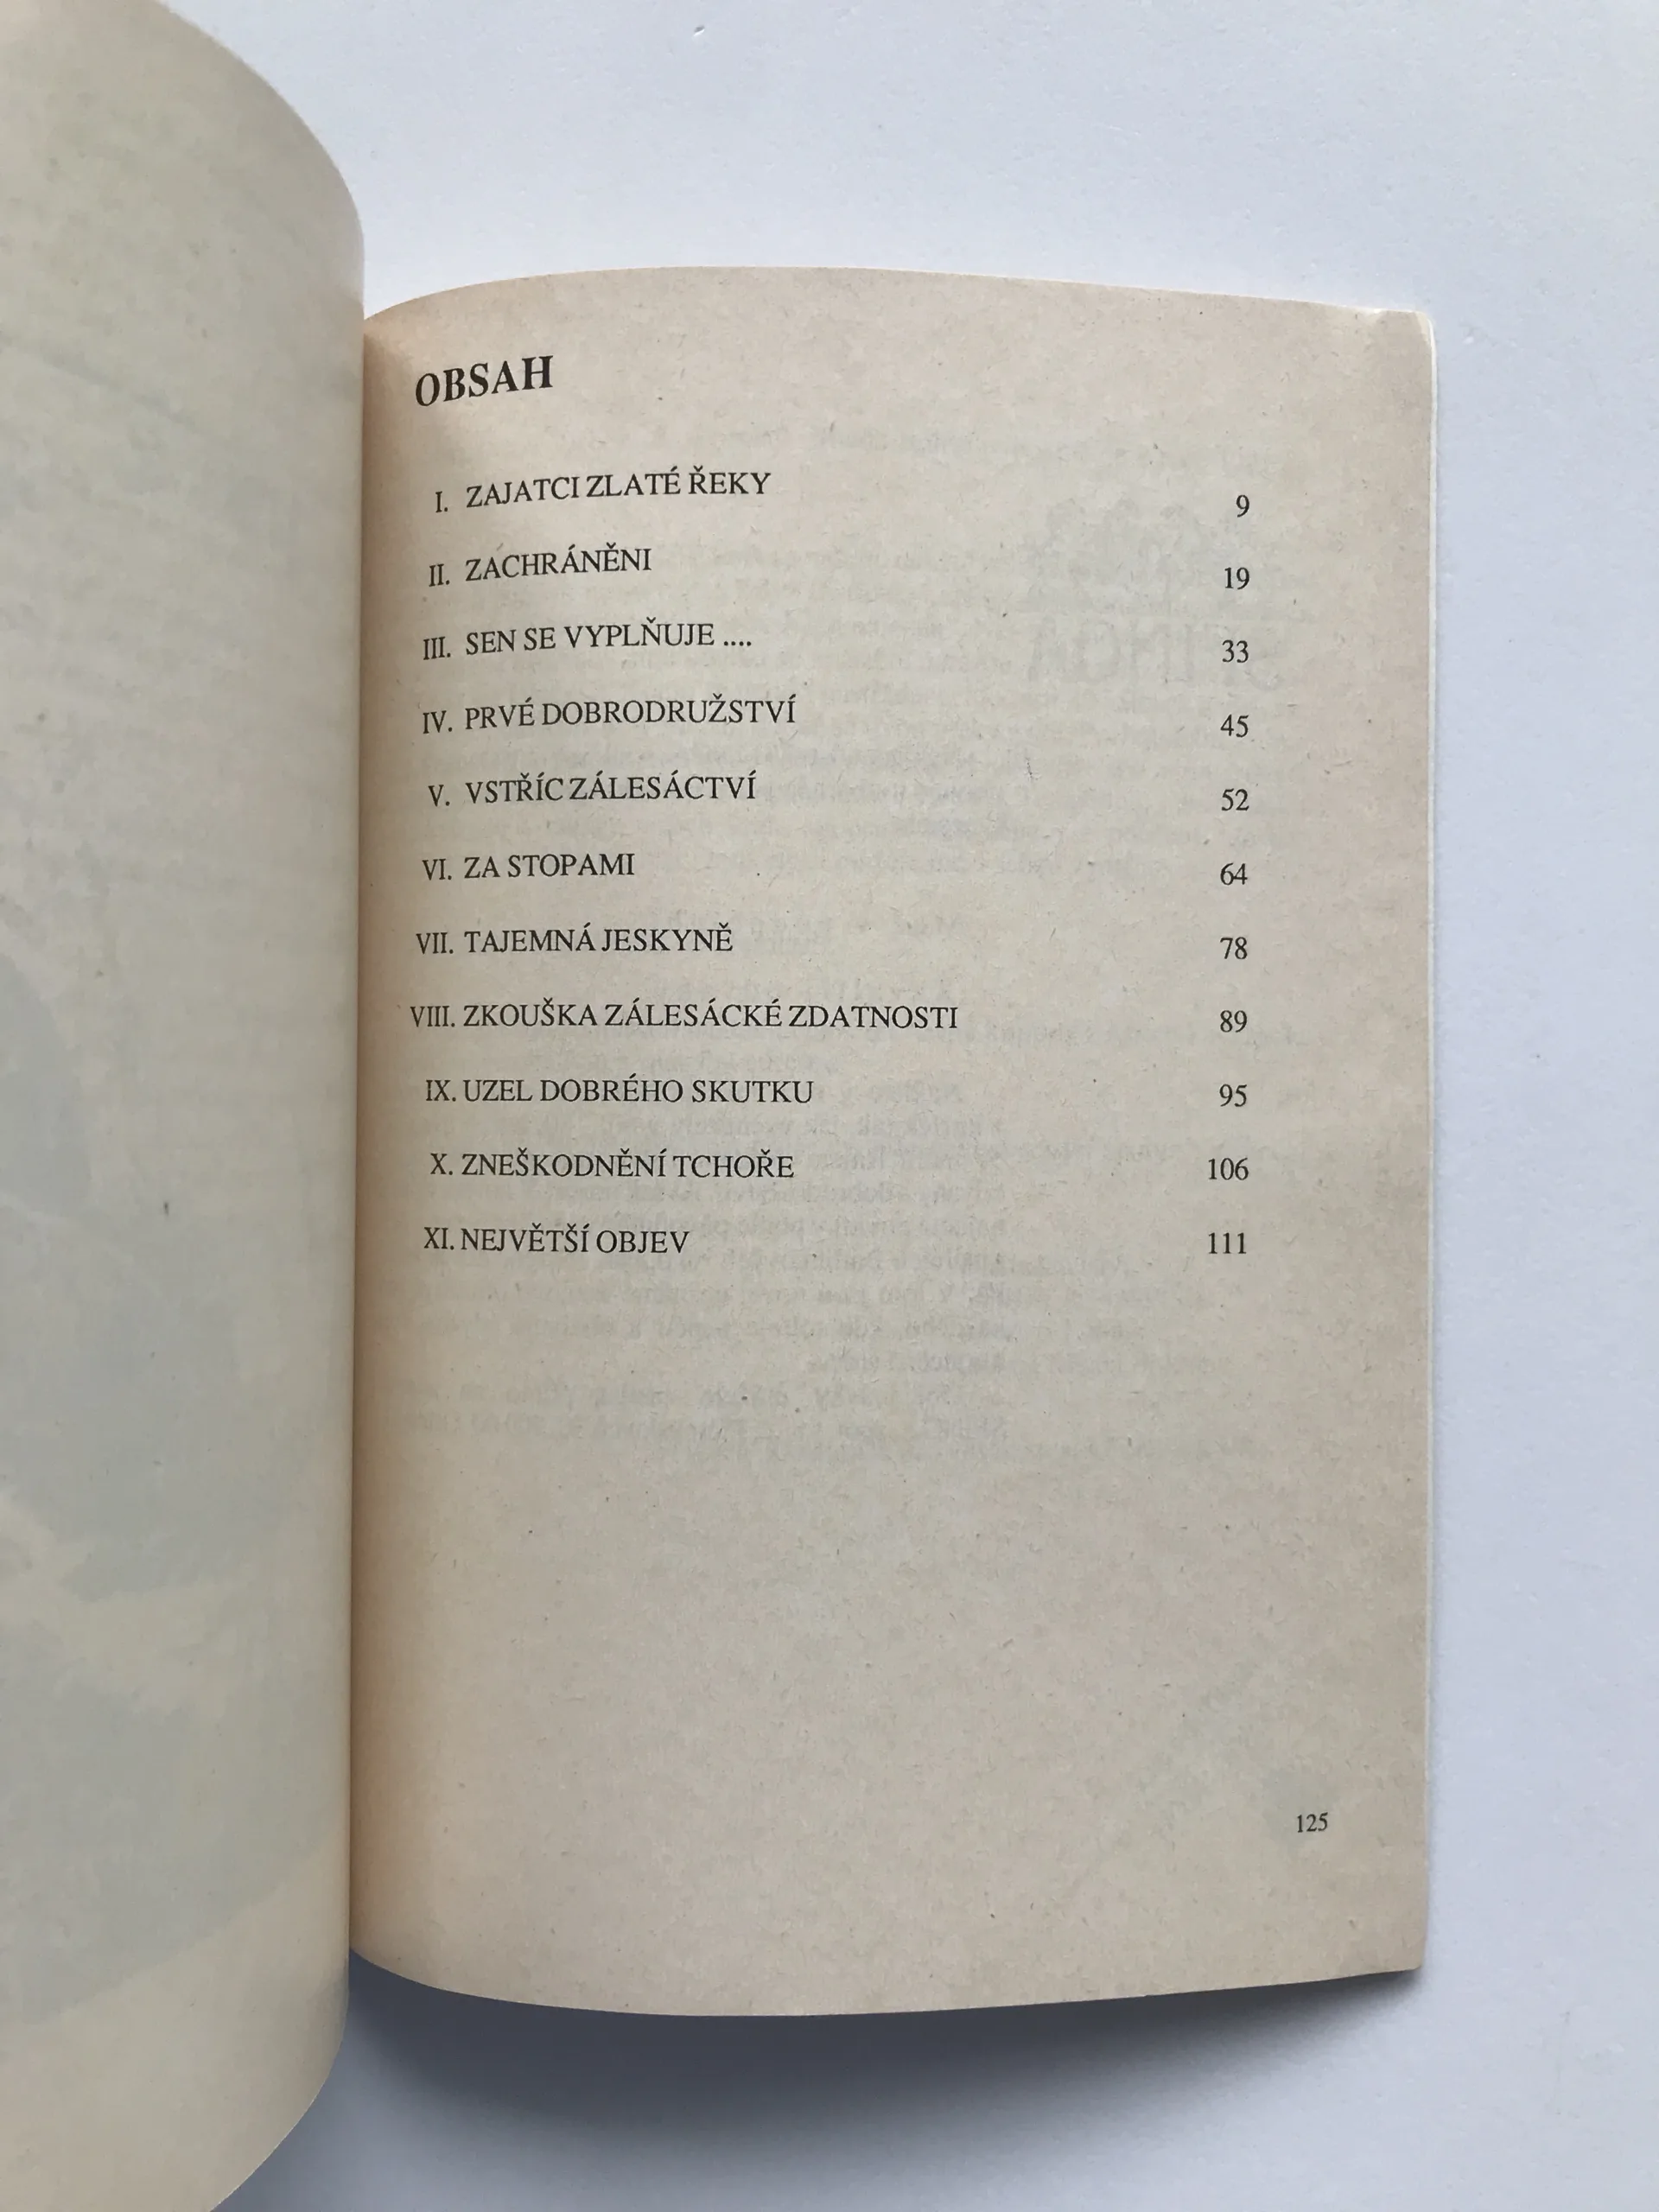 OBSAH
I. ZAJATCI ZLATÉ ŘEKY 9
II. ZACHRÁNĚNI 19
III. SEN SE VYPLŇUJE .... 33
IV. PRVÉ DOBRODRUŽSTVÍ 45
V. VSTŘÍC ZÁLESÁCTVÍ 52
VI. ZA STOPAMI 64
VII. TAJEMNÁ JESKYNĚ 78
VIII. ZKOUŠKA ZÁLESÁCKÉ ZDATNOSTI 89
IX. UZEL DOBRÉHO SKUTKU 95
X. ZNEŠKODNĚNÍ TCHOŘE 106
XI. NEJVĚTŠÍ OBJEV 111
125